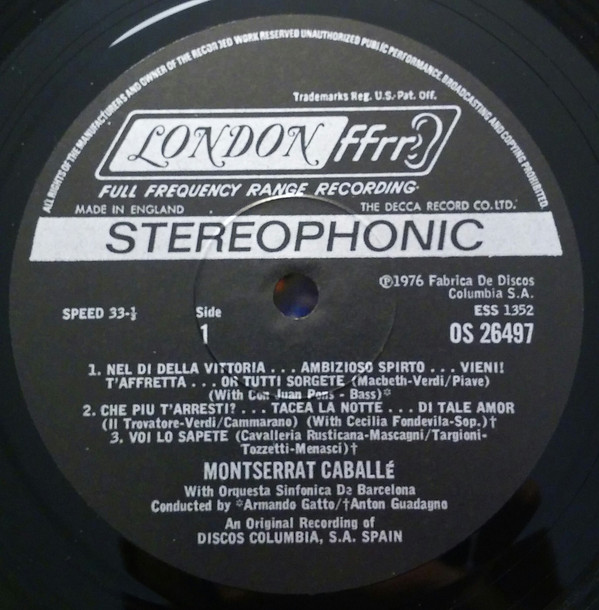 ALL RIGHTS OF THE MANUFACTURERS AND OWNER OF THE RECORDED WORK RESERVED UNAUTHORIZED PUBLIC PERFORMANCE, BROADCASTING AND COPYING PROHIBITED.
Trademarks Reg. U.S. Pat. Off.
LONDON ffrr
FULL FREQUENCY RANGE RECORDING
MADE IN ENGLAND THE DECCA RECORD CO. LTD.
STEREOPHONIC
℗1976 Fabrica De Discos
Columbia S.A.
SPEED 33-⅓ Side ESS 1352
1 OS 26497
1. NEL DI DELLA VITTORIA . . . AMBIZIOSO SPIRTO . . . VIENI!
T'AFFRETTA . . . OR TUTTI SORGETE (Macbeth-Verdi/Piave)
(With Don Juan Pons - Bass)*
2. CHE PIU T'ARRESTI? . . . TACEA LA NOTTE . . . DI TALE AMOR
(Il Trovatore-Verdi/Cammarano) (With Cecilia Fondevila-Sop.)†
3. VOI LO SAPETE (Cavalleria Rusticana-Mascagni/Targioni-
Tozzetti-Menasci)†
MONTSERRAT CABALLÉ
With Orquesta Sinfonica De Barcelona
Conducted by *Armando Gatto/†Anton Guadagno
An Original Recording of
DISCOS COLUMBIA, S.A. SPAIN